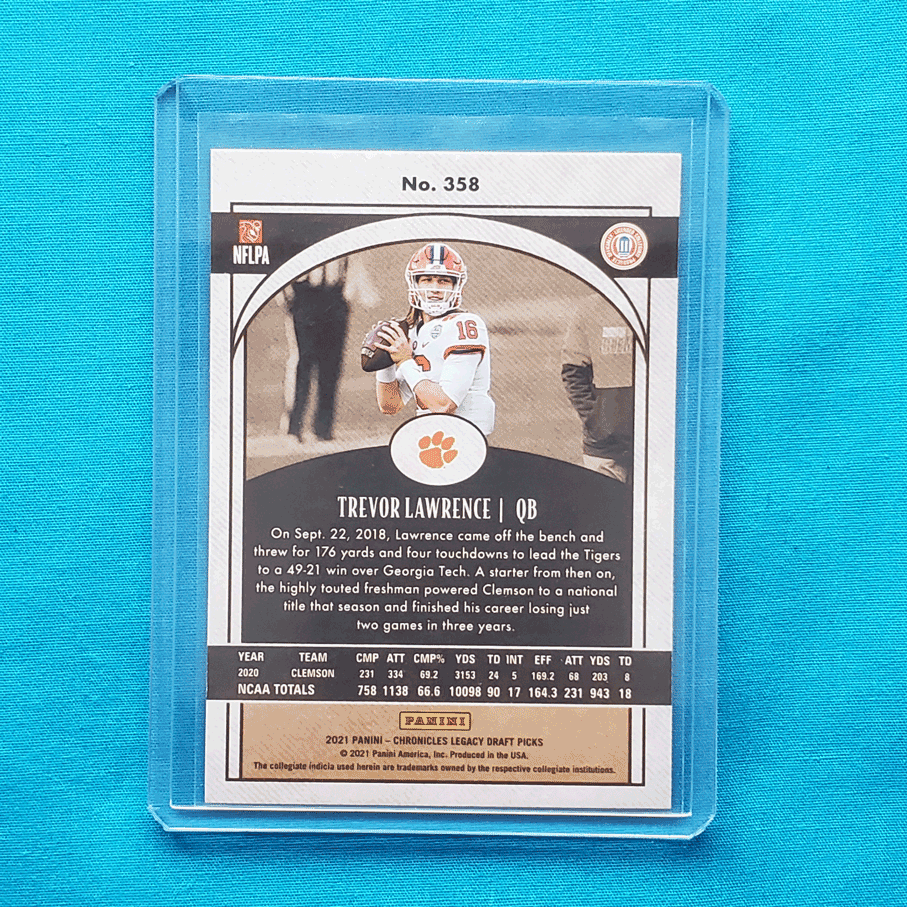 No. 358
NFLPA
16
TREVOR LAWRENCE | QB
On Sept. 22, 2018, Lawrence came off the bench and
threw for 176 yards and four touchdowns to lead the Tigers
to a 49-21 win over Georgia Tech. A starter from then on,
the highly touted freshman powered Clemson to a national
title that season and finished his career losing just
two games in three years.
YEAR TEAM CMP ATT CMP% YDS TD INT EFF ATT YDS TD
2020 CLEMSON 231 334 69.2 3153 24 5 169.2 68 203 8
NCAA TOTALS 758 1138 66.6 10098 90 17 164.3 231 943 18
PANINI
2021 PANINI – CHRONICLES LEGACY DRAFT PICKS
© 2021 Panini America, Inc. Produced in the USA.
The collegiate indicia used herein are trademarks owned by the respective collegiate institutions.